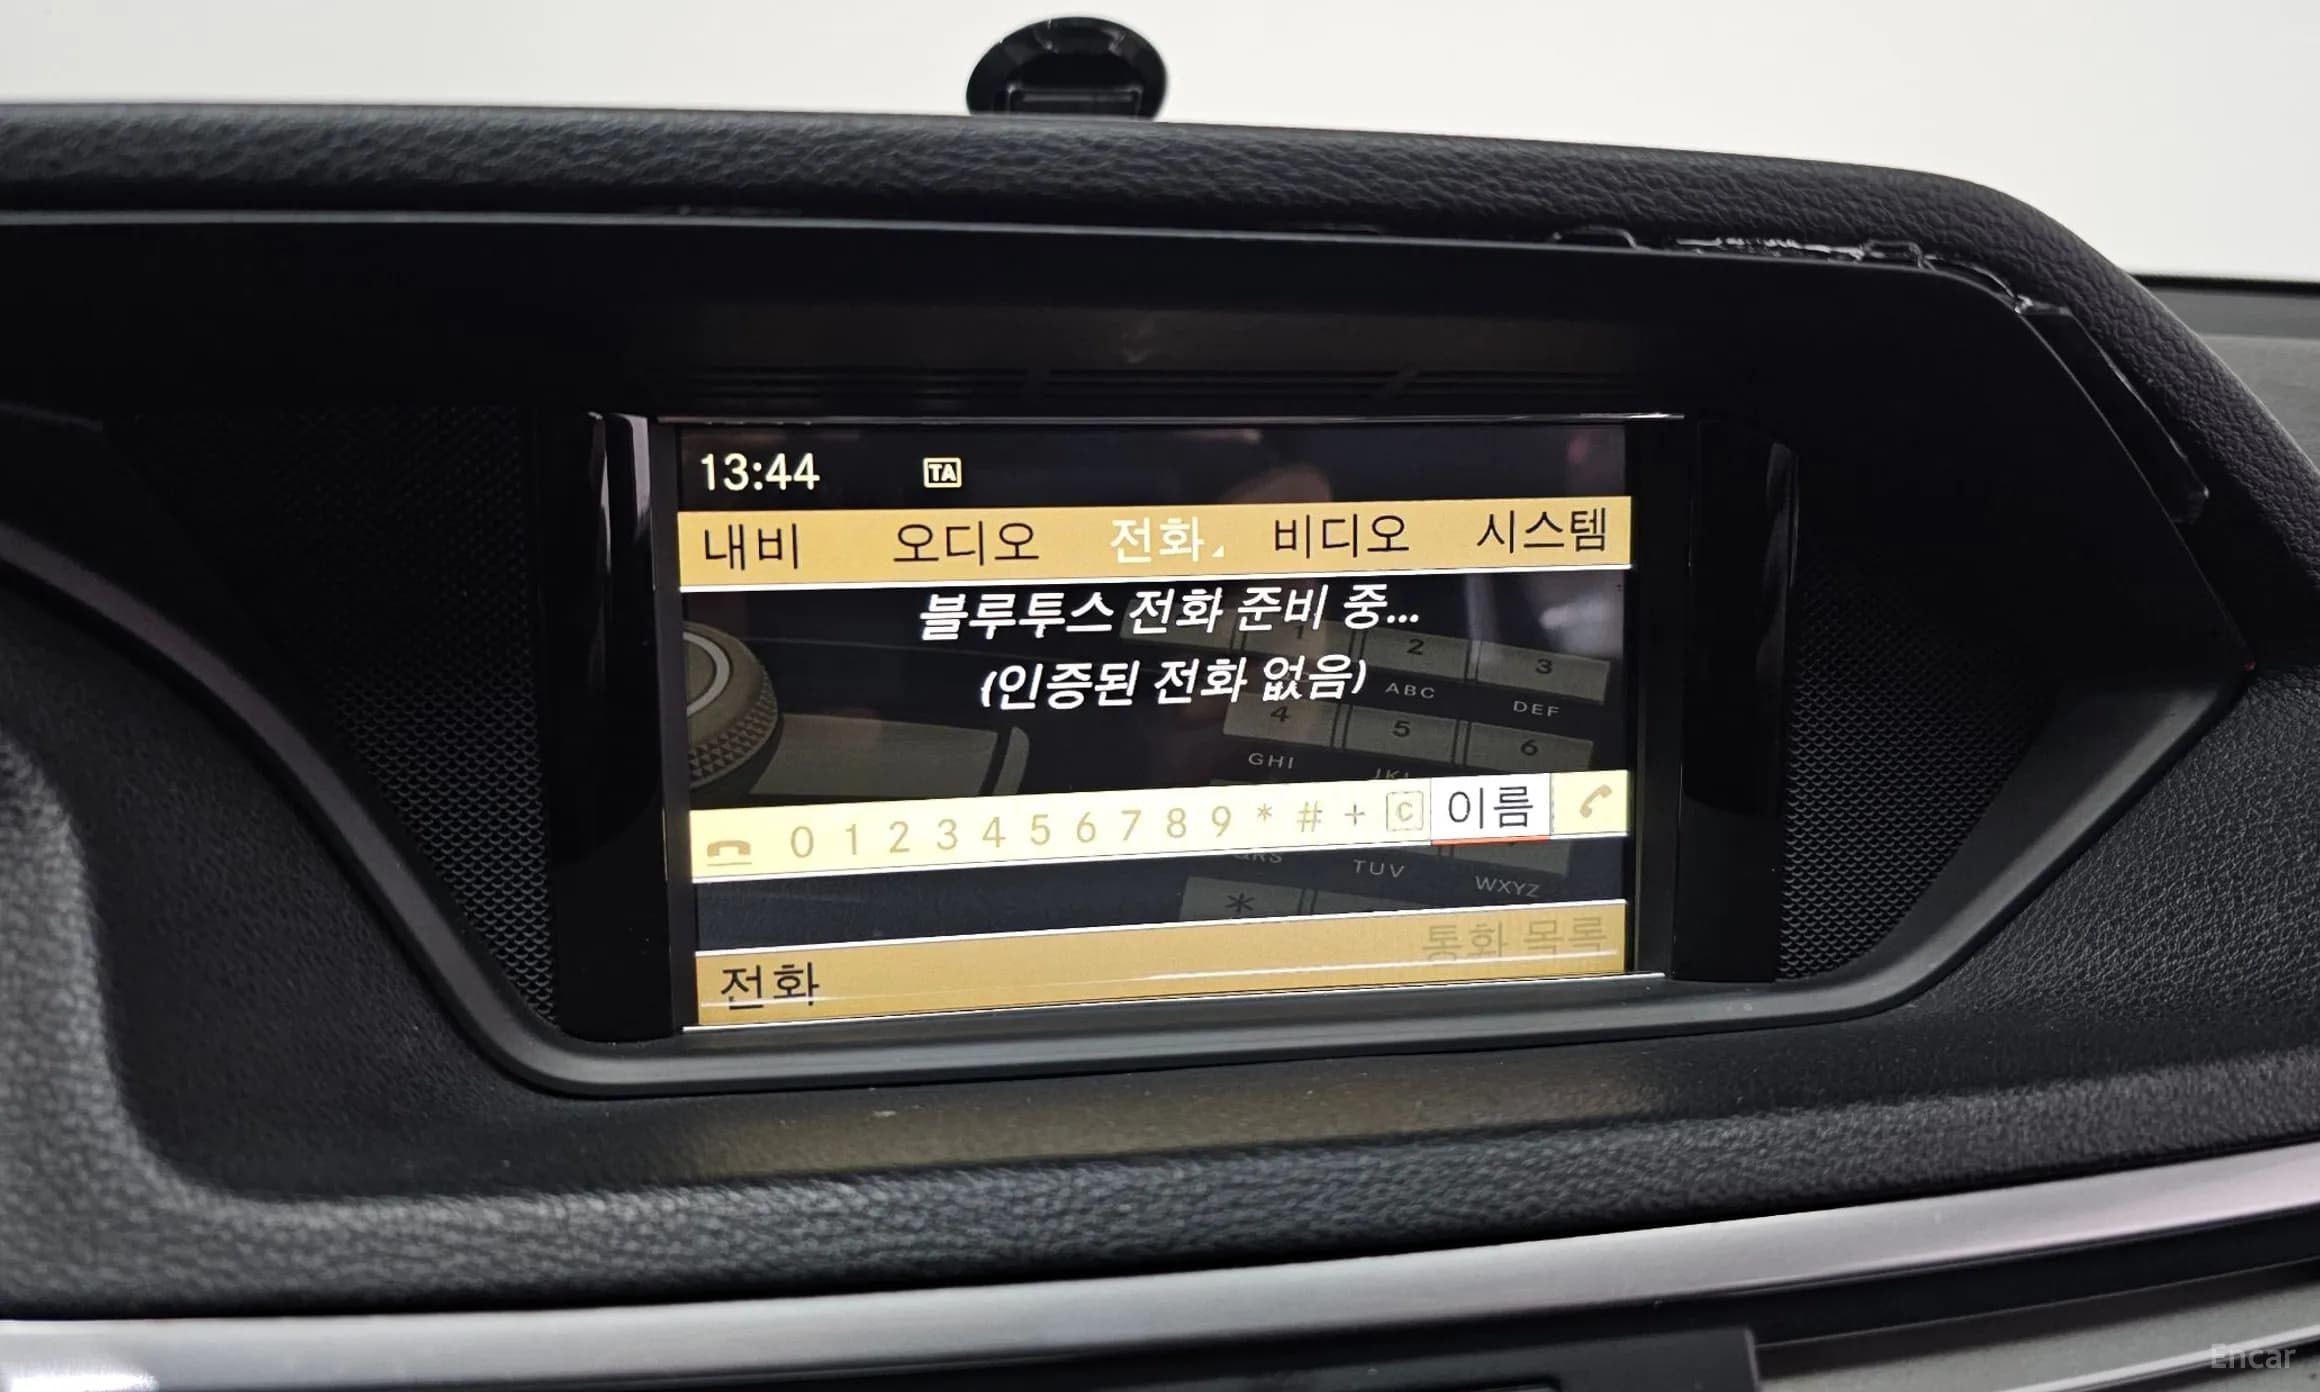 13:44 TA
내비 오디오 전화 비디오 시스템
블루투스 전화 준비 중...
(인증된 전화 없음)
1 2 3
ABC DEF
4 5 6
GHI JKL
0 1 2 3 4 5 6 7 8 9 * # + C 이름
TUV WXYZ
*
전화 통화 목록
Encar